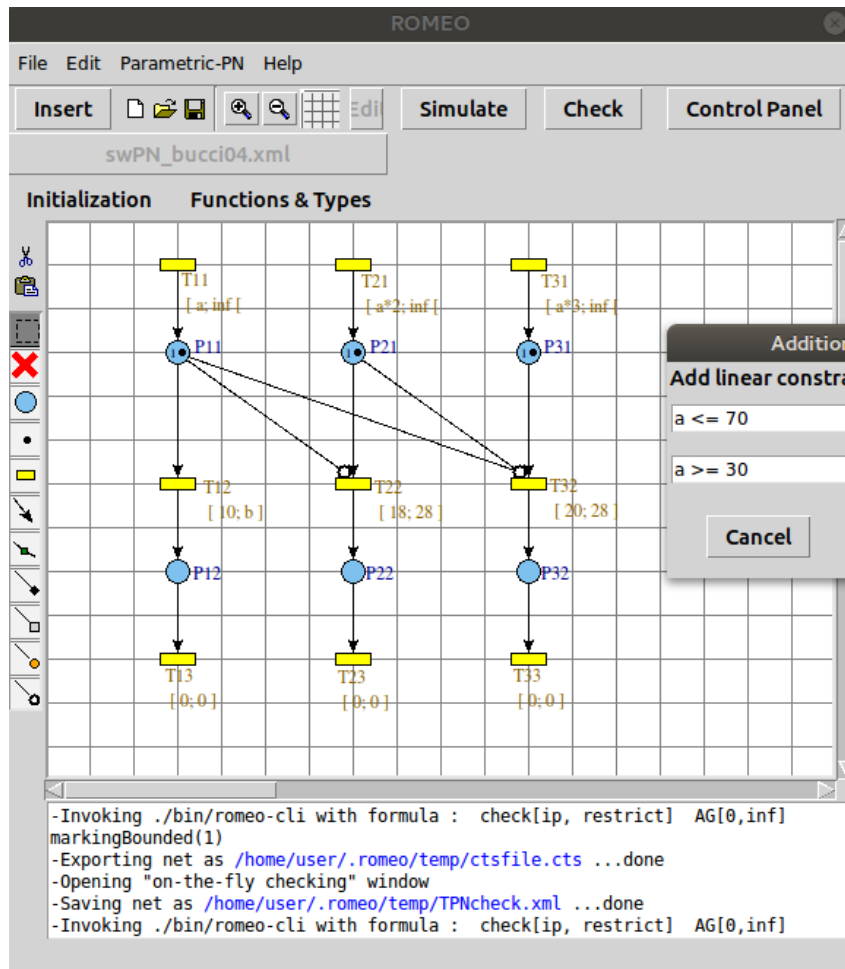 ROMEO
File Edit Parametric-PN Help
Insert Edi Simulate Check Control Panel
swPN_bucci04.xml
Initialization Functions & Types
T11 T21 T31
[ a; inf [ [ a*2; inf [ [ a*3; inf [
1 P11 1 P21 1 P31
Addition
Add linear constra
a <= 70
a >= 30
Cancel
T12 T22 T32
[ 10; b ] [ 18; 28 ] [ 20; 28 ]
P12 P22 P32
T13 T23 T33
[ 0; 0 ] [ 0; 0 ] [ 0; 0 ]
-Invoking ./bin/romeo-cli with formula :  check[ip, restrict]  AG[0,inf]
markingBounded(1)
-Exporting net as /home/user/.romeo/temp/ctsfile.cts ...done
-Opening "on-the-fly checking" window
-Saving net as /home/user/.romeo/temp/TPNcheck.xml ...done
-Invoking ./bin/romeo-cli with formula :  check[ip, restrict]  AG[0,inf]